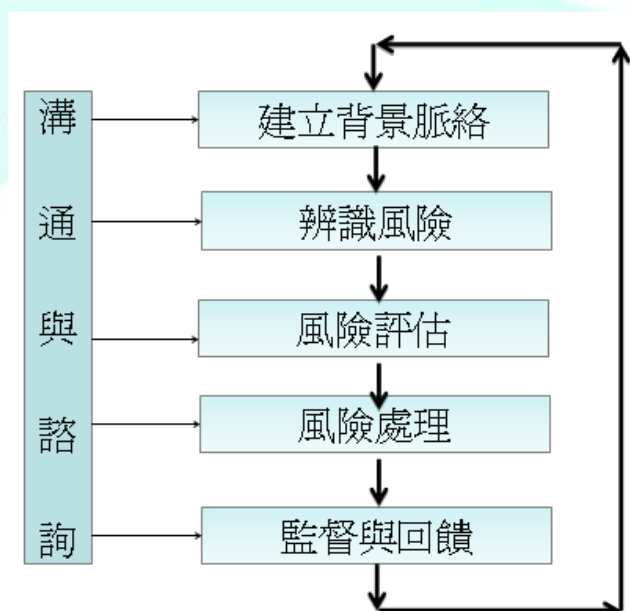 溝通與諮詢
建立背景脈絡
辨識風險
風險評估
風險處理
監督與回饋